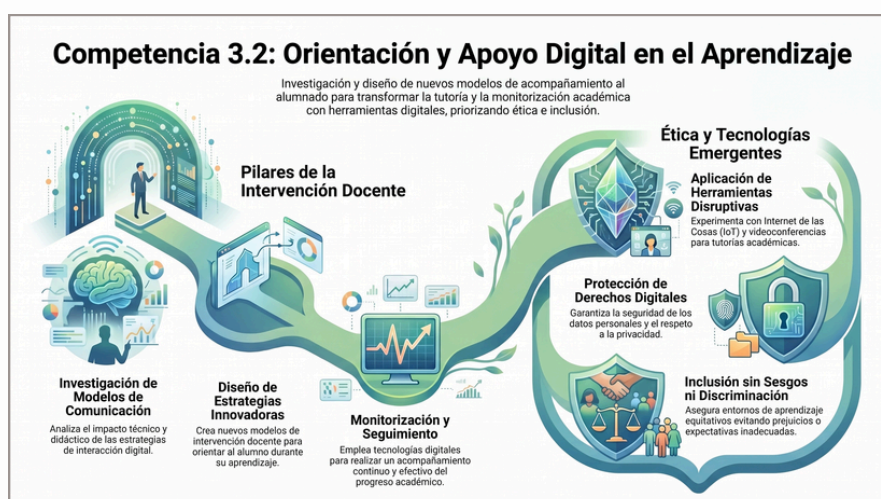 Competencia 3.2: Orientación y Apoyo Digital en el Aprendizaje
Investigación y diseño de nuevos modelos de acompañamiento al
alumnado para transformar la tutoría y la monitorización académica
con herramientas digitales, priorizando ética e inclusión.
Pilares de la
Intervención Docente
Investigación de
Modelos de
Comunicación
Analiza el impacto técnico y
didáctico de las estrategias
de interacción digital.
Diseño de
Estrategias
Innovadoras
Crea nuevos modelos de
intervención docente para
orientar al alumno durante
su aprendizaje.
Monitorización y
Seguimiento
Emplea tecnologías digitales
para realizar un acompañamiento
continuo y efectivo del
progreso académico.
Ética y Tecnologías
Emergentes
Aplicación de
Herramientas
Disruptivas
Experimenta con Internet de las
Cosas (IoT) y videoconferencias
para tutorías académicas.
Protección de
Derechos Digitales
Garantiza la seguridad de los
datos personales y el respeto
a la privacidad.
Inclusión sin Sesgos
ni Discriminación
Asegura entornos de aprendizaje
equitativos evitando prejuicios o
expectativas inadecuadas.